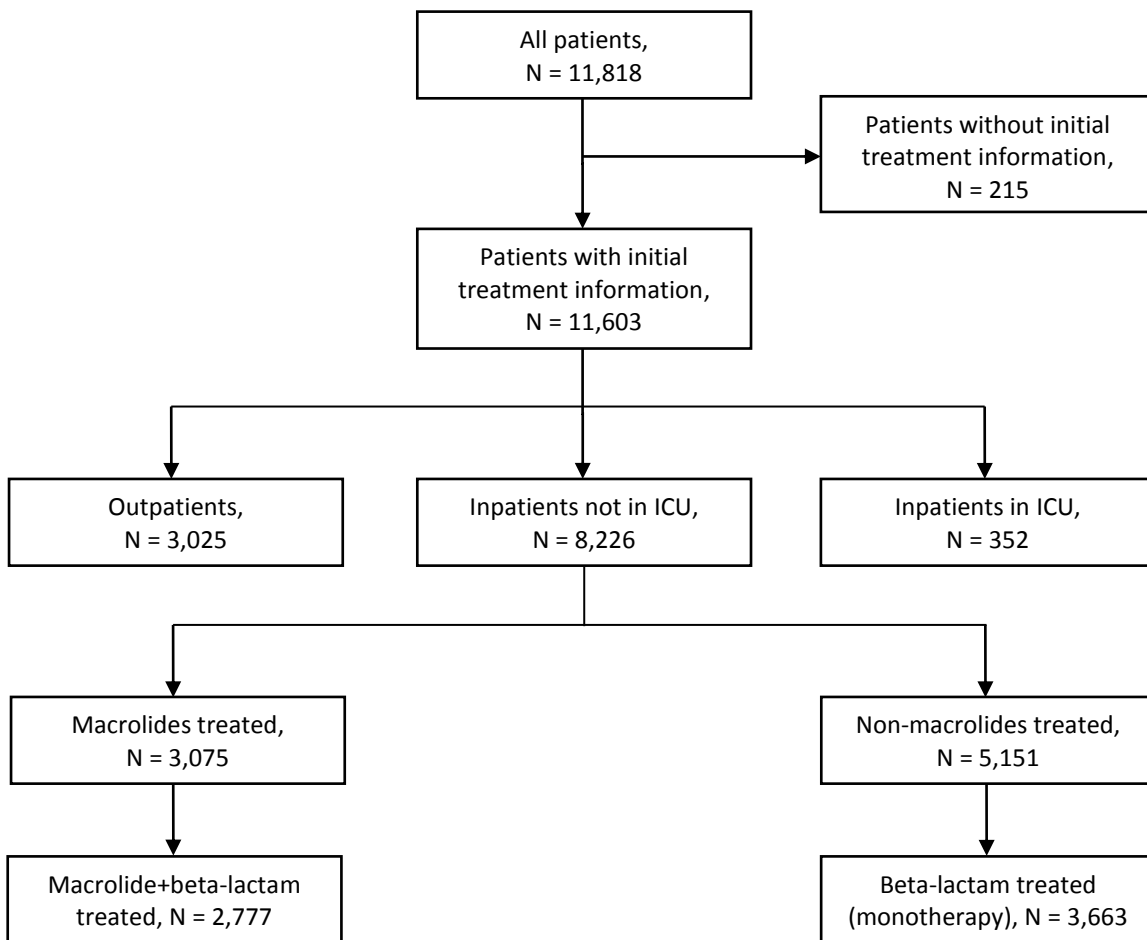 All patients,
N = 11,818
Patients without initial
treatment information,
N = 215
Patients with initial
treatment information,
N = 11,603
Outpatients,
N = 3,025
Inpatients not in ICU,
N = 8,226
Inpatients in ICU,
N = 352
Macrolides treated,
N = 3,075
Non-macrolides treated,
N = 5,151
Macrolide+beta-lactam
treated, N = 2,777
Beta-lactam treated
(monotherapy), N = 3,663